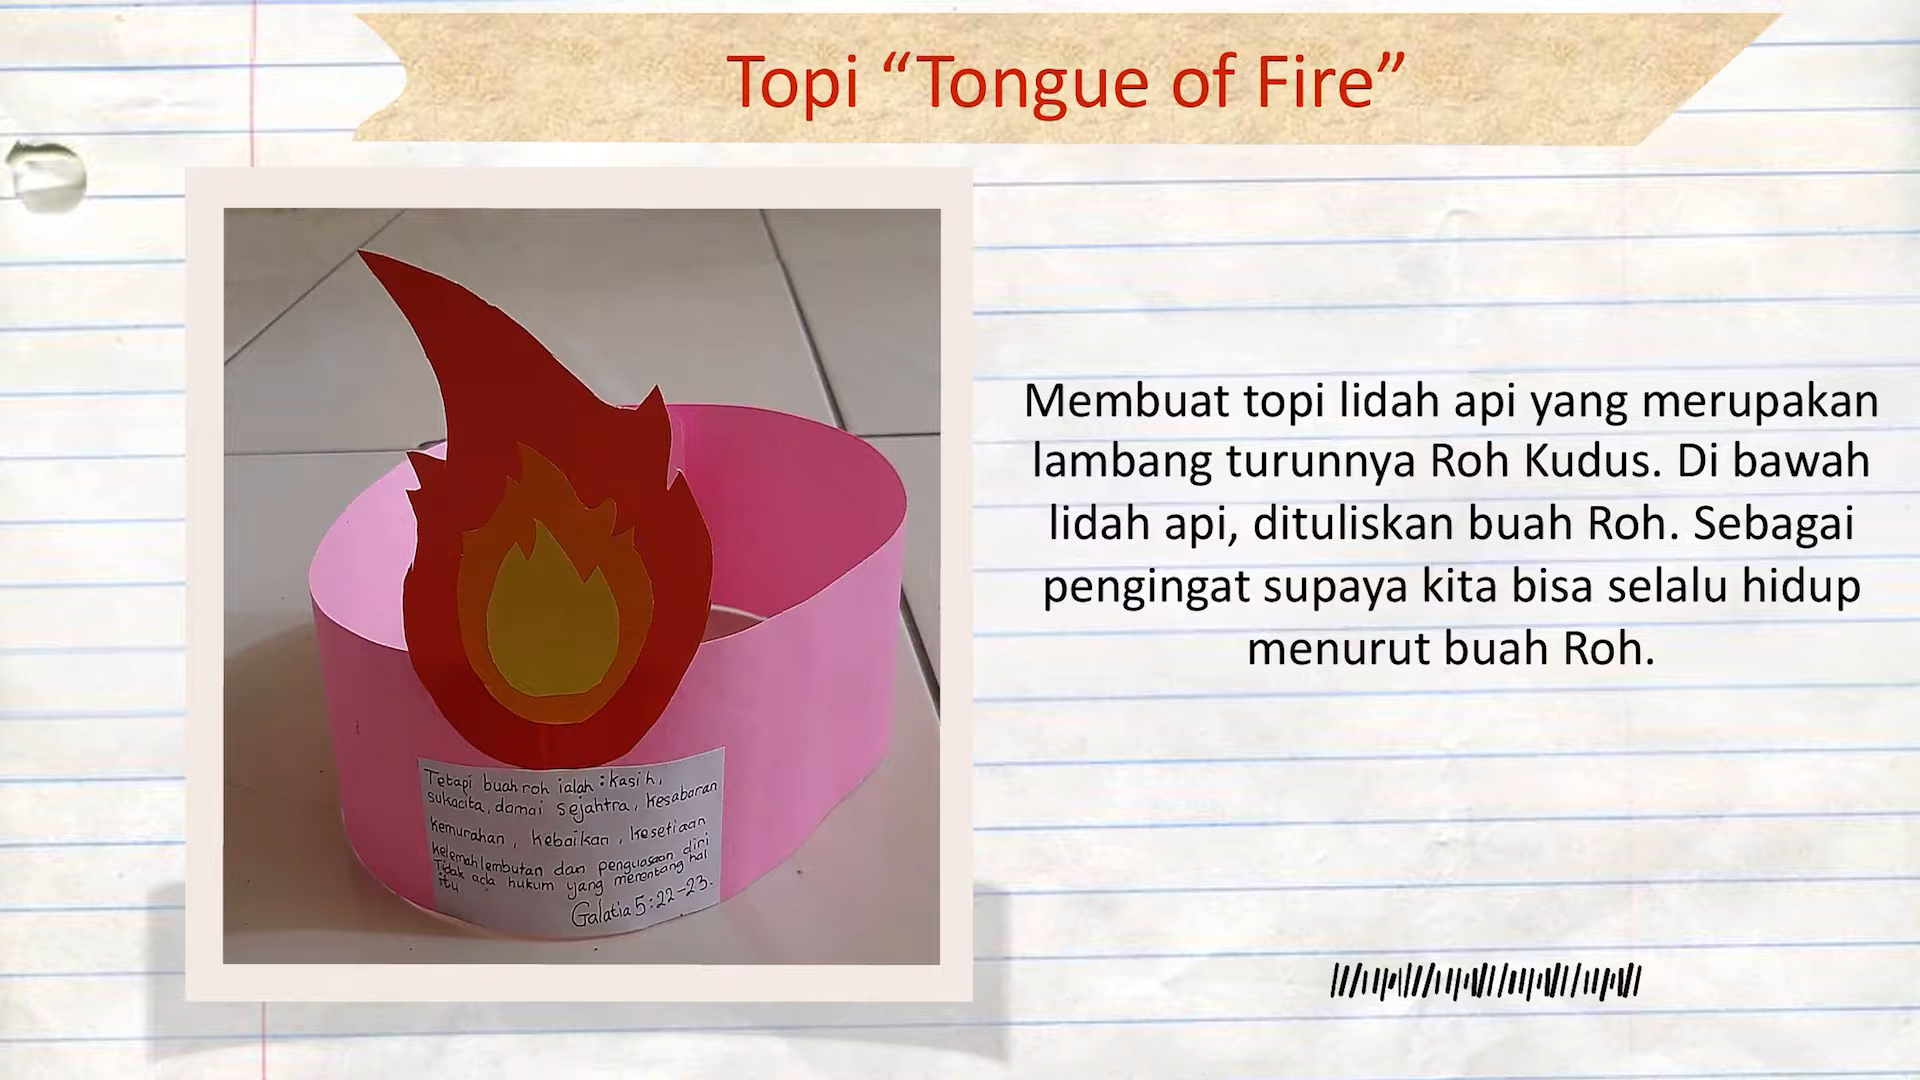 Topi “Tongue of Fire”
Membuat topi lidah api yang merupakan
lambang turunnya Roh Kudus. Di bawah
lidah api, dituliskan buah Roh. Sebagai
pengingat supaya kita bisa selalu hidup
menurut buah Roh.
Tetapi buah roh ialah : kasih,
sukacita, damai sejahtra, kesabaran
kemurahan, kebaikan, kesetiaan
kelemahlembutan dan penguasaan diri
Tidak ada hukum yang menentang hal
itu
Galatia 5:22-23.